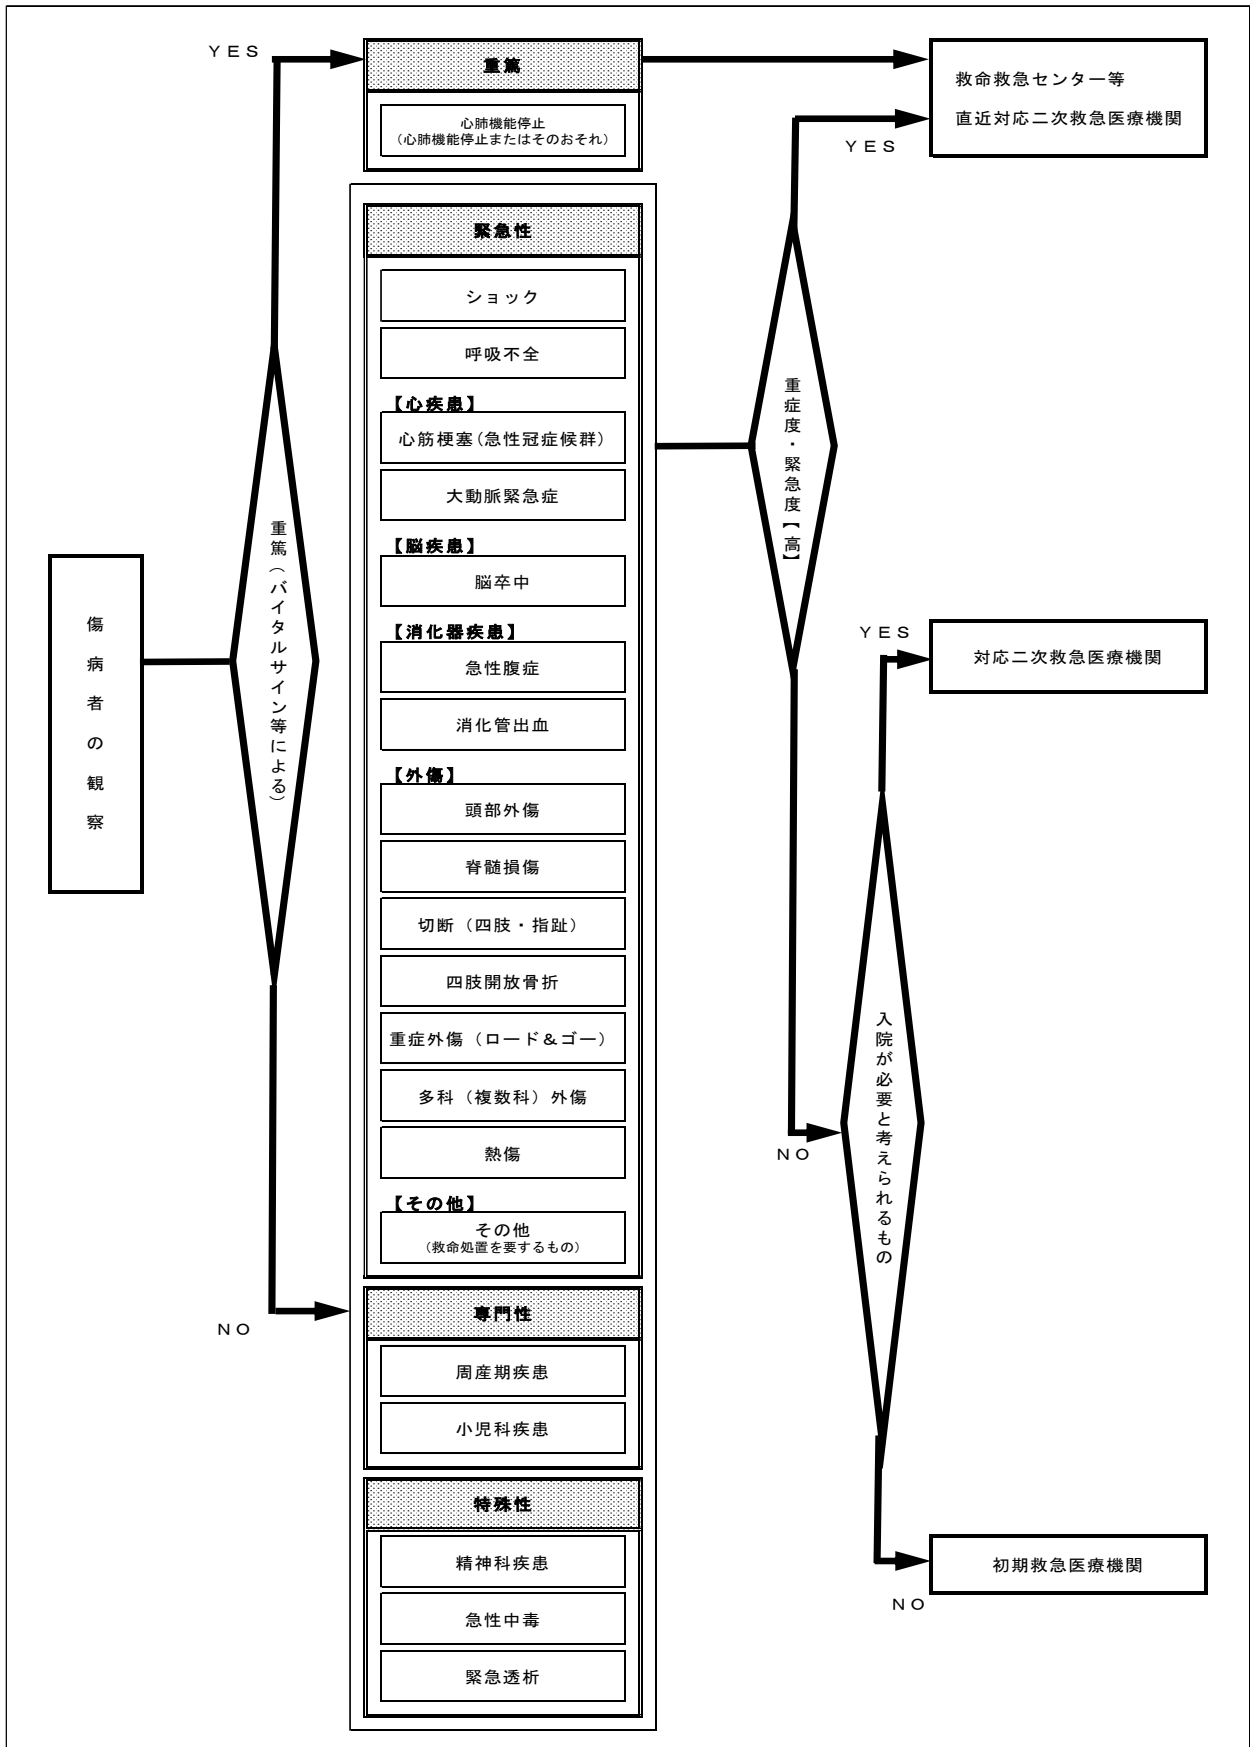 傷病者の観察
重篤（バイタルサイン等による）
YES
重篤
心肺機能停止
（心肺機能停止またはそのおそれ）
緊急性
ショック
呼吸不全
【心疾患】
心筋梗塞（急性冠症候群）
大動脈緊急症
【脳疾患】
脳卒中
【消化器疾患】
急性腹症
消化管出血
【外傷】
頭部外傷
脊髄損傷
切断（四肢・指趾）
四肢開放骨折
重症外傷（ロード＆ゴー）
多科（複数科）外傷
熱傷
【その他】
その他
（救命処置を要するもの）
NO
専門性
周産期疾患
小児科疾患
特殊性
精神科疾患
急性中毒
緊急透析
重症度・緊急度【高】
YES
救命救急センター等
直近対応二次救急医療機関
NO
入院が必要と考えられるもの
YES
対応二次救急医療機関
NO
初期救急医療機関